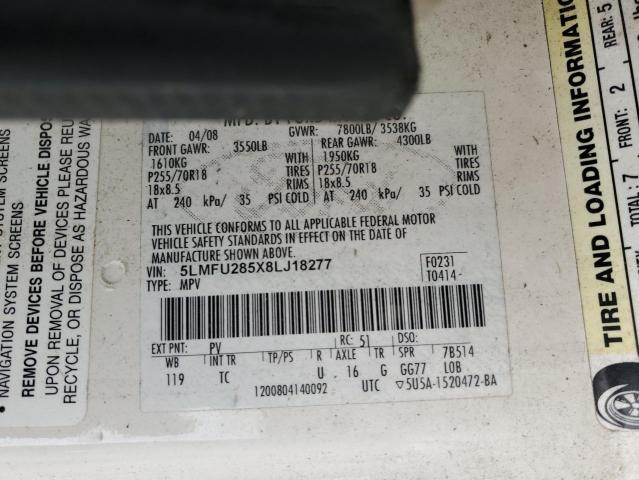 DATE: 04/08 GVWR: 7800LB/ 3538KG
FRONT GAWR: 3550LB REAR GAWR: 4300LB
1610KG WITH 1950KG WITH
P255/70R18 TIRES P255/70R18 TIRES
18x8.5 RIMS 18x8.5 RIMS
AT 240 kPa/ 35 PSI COLD AT 240 kPa/ 35 PSI COLD
THIS VEHICLE CONFORMS TO ALL APPLICABLE FEDERAL MOTOR
VEHICLE SAFETY STANDARDS IN EFFECT ON THE DATE OF
MANUFACTURE SHOWN ABOVE.
VIN: 5LMFU285X8LJ18277 F0231
TYPE: MPV T0414-
EXT PNT: PV RC: 51 DSO:
WB INT TR TP/PS R AXLE TR SPR 7B514
119 TC U 16 G GG77 LOB
1200804140092 UTC ▽5U5A-1520472-BA
SYSTEM SCREENS
• NAVIGATION SYSTEM SCREENS
REMOVE DEVICES BEFORE VEHICLE DISPO
UPON REMOVAL OF DEVICES PLEASE REU
RECYCLE, OR DISPOSE AS HAZARDOUS WA
TIRE AND LOADING INFORMATIO
TOTAL: 7 FRONT: 2 REAR: 5